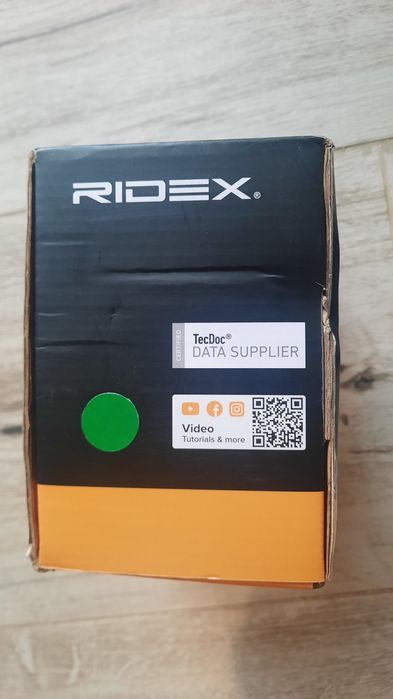 RIDEX®
CERTIFIED
TecDoc®
DATA SUPPLIER
Video
Tutorials & more